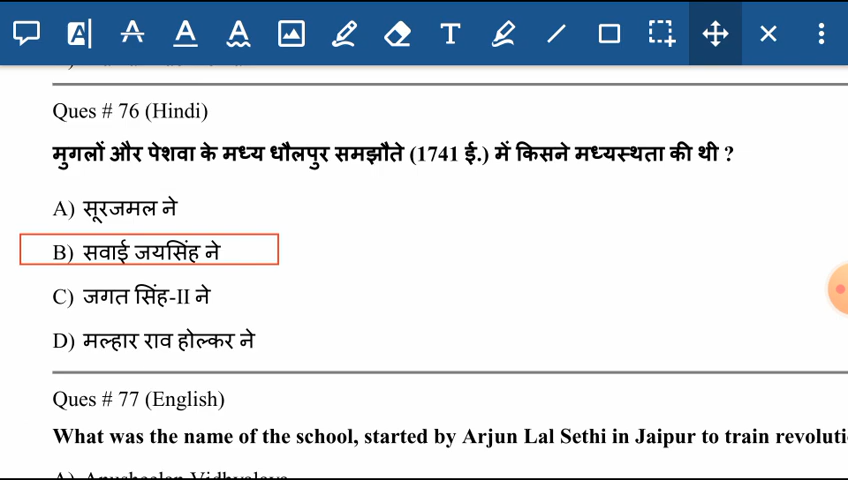 Ques # 76 (Hindi)
मुगलों और पेशवा के मध्य धौलपुर समझौते (1741 ई.) में किसने मध्यस्थता की थी ?
A) सूरजमल ने
B) सवाई जयसिंह ने
C) जगत सिंह-II ने
D) मल्हार राव होल्कर ने
Ques # 77 (English)
What was the name of the school, started by Arjun Lal Sethi in Jaipur to train